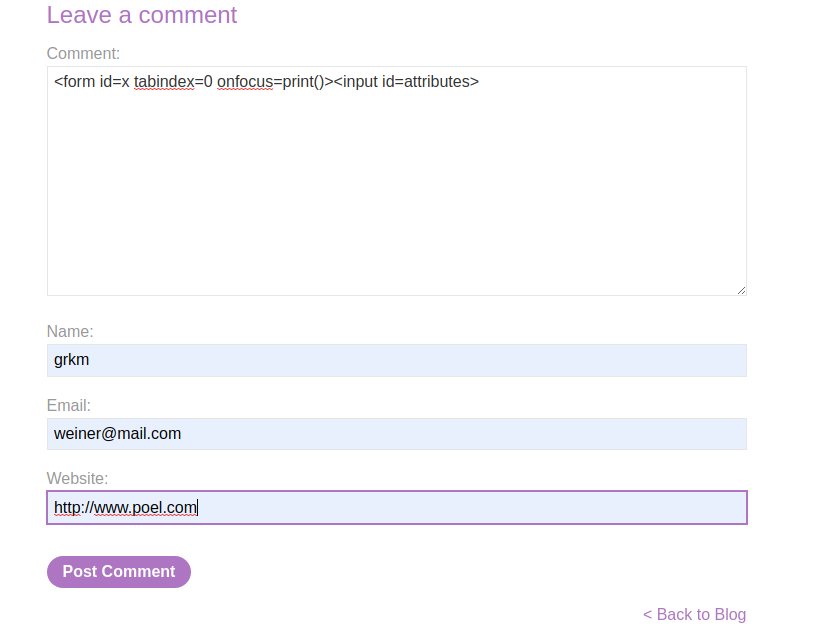 Leave a comment
Comment:
<form id=x tabindex=0 onfocus=print()><input id=attributes>
Name:
grkm
Email:
weiner@mail.com
Website:
http://www.poel.com
Post Comment
< Back to Blog